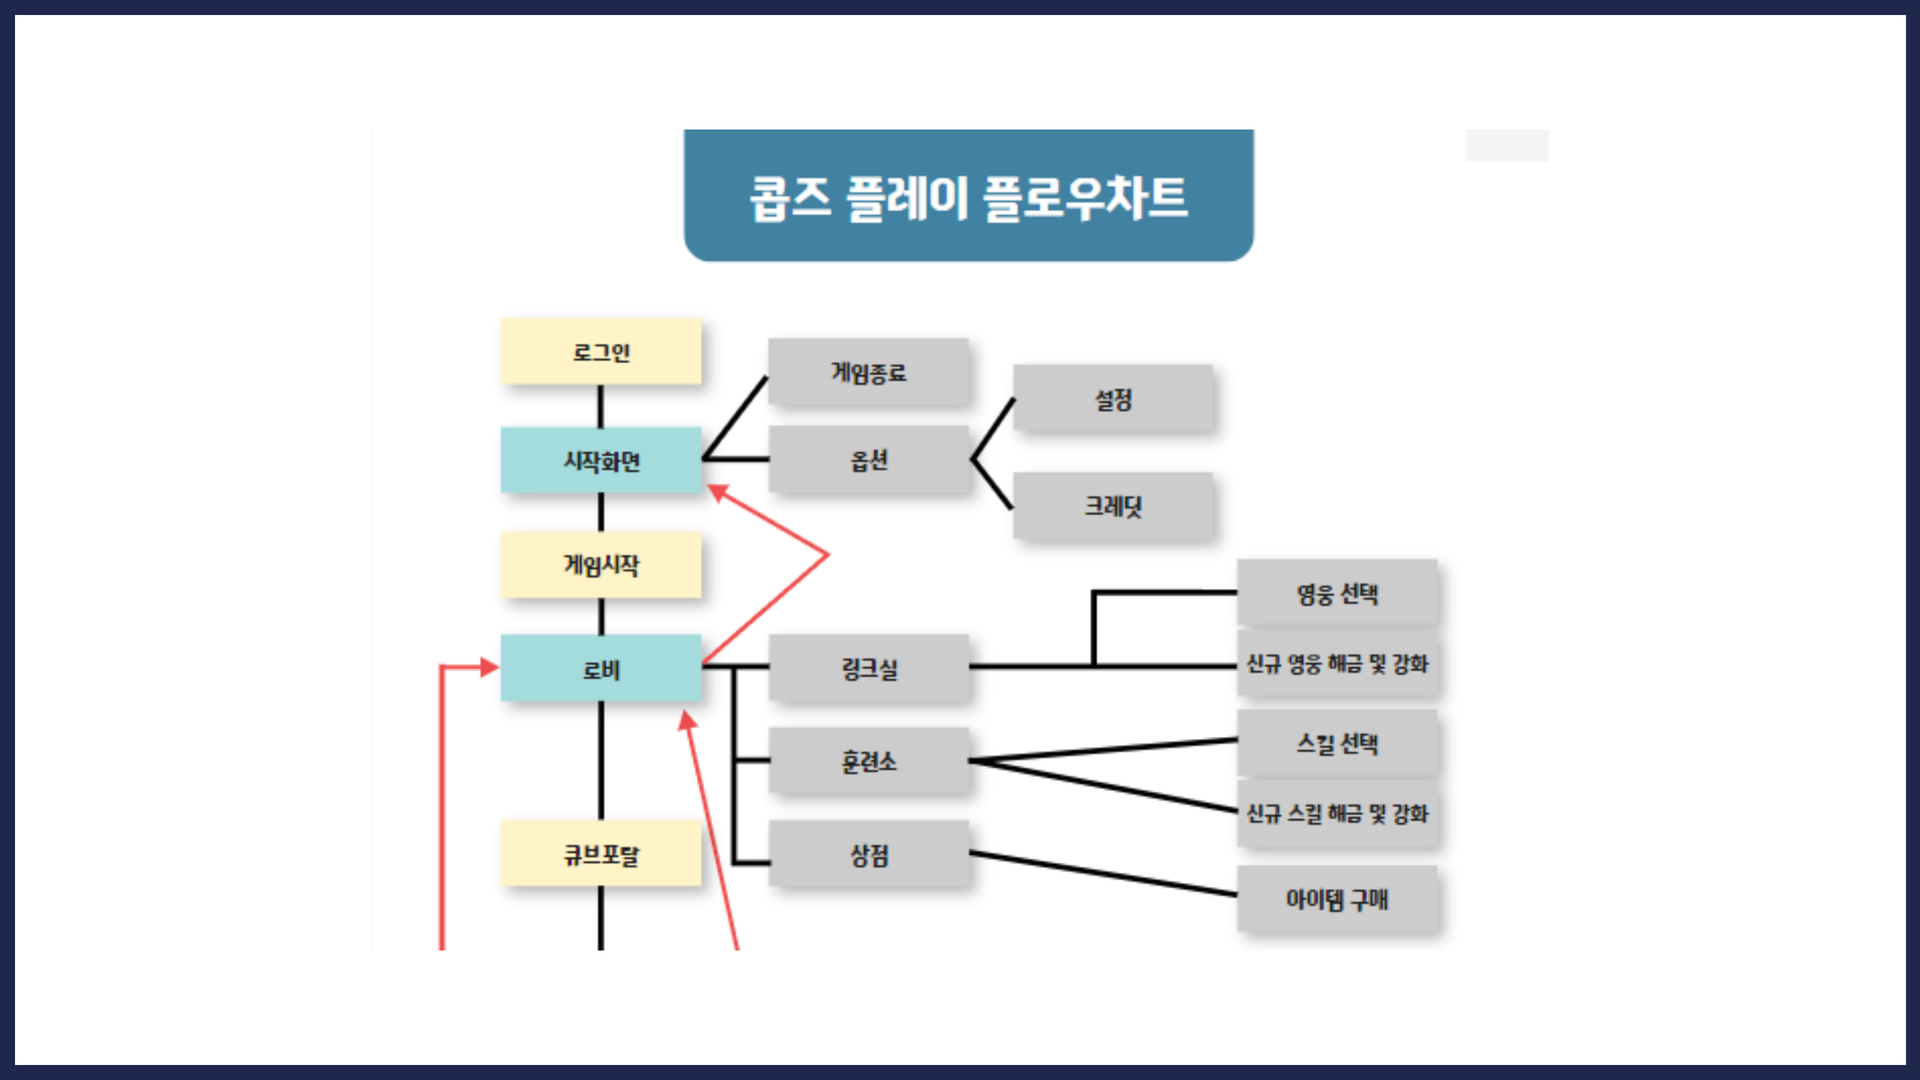 콥즈 플레이 플로우차트
로그인
게임종료
설정
시작화면
옵션
크레딧
게임시작
영웅 선택
로비
링크실
신규 영웅 해금 및 강화
훈련소
스킬 선택
신규 스킬 해금 및 강화
큐브포탈
상점
아이템 구매